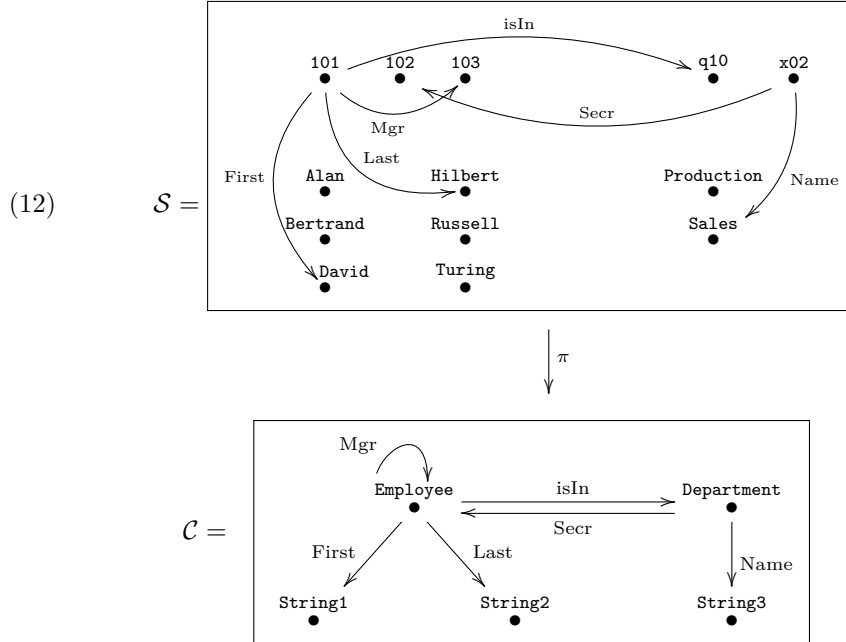 isIn
101 102 103 q10 x02
Mgr
Secr
Last
First
Name
Alan Hilbert Production
(12) S =
Bertrand Russell Sales
David Turing
π
Mgr
Employee isIn Department
Secr
C =
First Last Name
String1 String2 String3